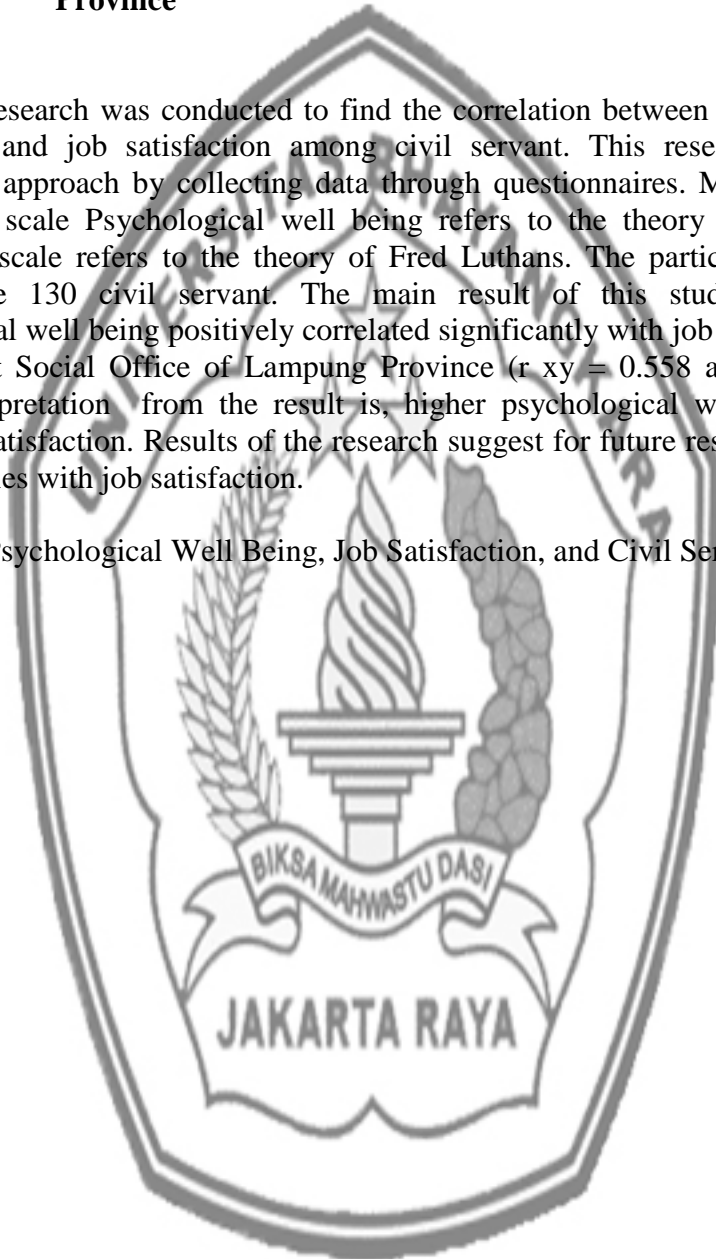 Province
esearch was conducted to find the correlation between
and job satisfaction among civil servant. This rese
approach by collecting data through questionnaires. M
scale Psychological well being refers to the theory
scale refers to the theory of Fred Luthans. The partic
e 130 civil servant. The main result of this stud
al well being positively correlated significantly with job
t Social Office of Lampung Province (r xy = 0.558 a
rpretation from the result is, higher psychological w
atisfaction. Results of the research suggest for future res
les with job satisfaction.
Psychological Well Being, Job Satisfaction, and Civil Ser
UNIVERSITAS BHAYANGKARA
BIKSA MAHWASTU DASI
JAKARTA RAYA